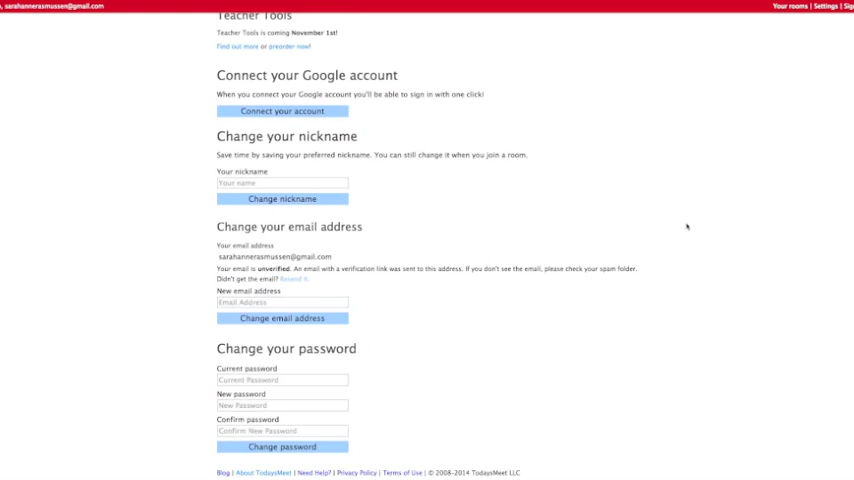 , sarahannerasmussen@gmail.com
Your rooms | Settings | Sig
Teacher Tools
Teacher Tools is coming November 1st!
Find out more or preorder now!
Connect your Google account
When you connect your Google account you'll be able to sign in with one click!
Connect your account
Change your nickname
Save time by saving your preferred nickname. You can still change it when you join a room.
Your nickname
Your name
Change nickname
Change your email address
Your email address
sarahannerasmussen@gmail.com
Your email is unverified. An email with a verification link was sent to this address. If you don't see the email, please check your spam folder.
Didn't get the email? Resend it.
New email address
Email Address
Change email address
Change your password
Current password
Current Password
New password
New Password
Confirm password
Confirm New Password
Change password
Blog | About TodaysMeet | Need Help? | Privacy Policy | Terms of Use | © 2008-2014 TodaysMeet LLC